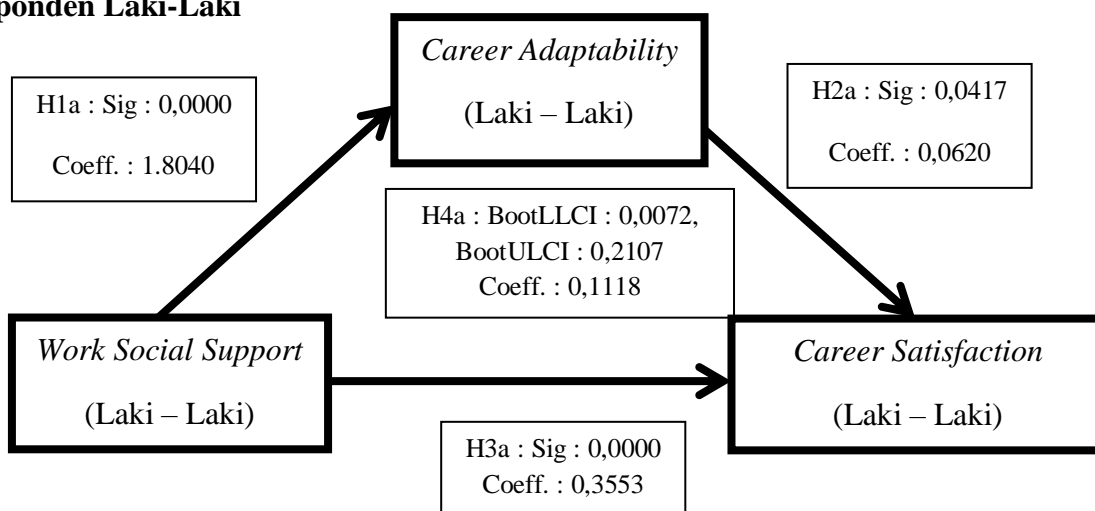 ponden Laki-Laki
Career Adaptability
(Laki – Laki)
H1a : Sig : 0,0000
Coeff. : 1.8040
H2a : Sig : 0,0417
Coeff. : 0,0620
H4a : BootLLCI : 0,0072,
BootULCI : 0,2107
Coeff. : 0,1118
Work Social Support
(Laki – Laki)
Career Satisfaction
(Laki – Laki)
H3a : Sig : 0,0000
Coeff. : 0,3553